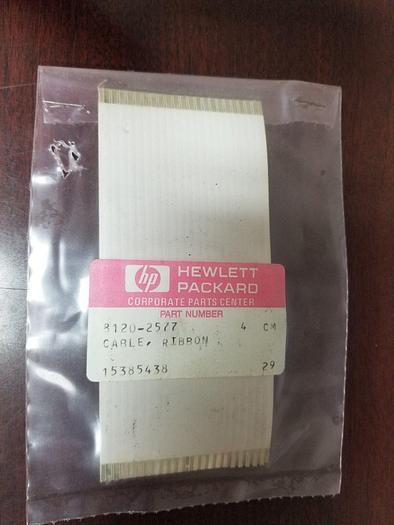 hp HEWLETT
PACKARD
CORPORATE PARTS CENTER
PART NUMBER
8120-2577 4 CM
CABLE, RIBBON
15385438 29